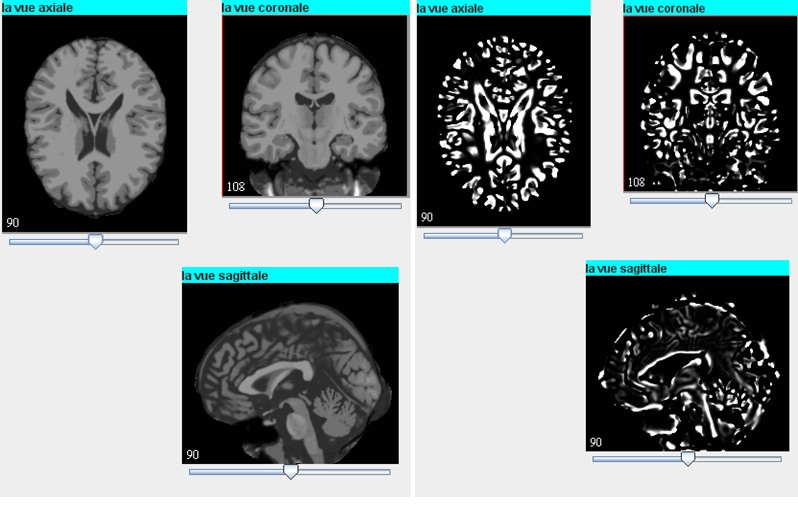 la vue axiale
la vue coronale
la vue axiale
la vue coronale
90
108
90
108
la vue sagittale
la vue sagittale
90
90